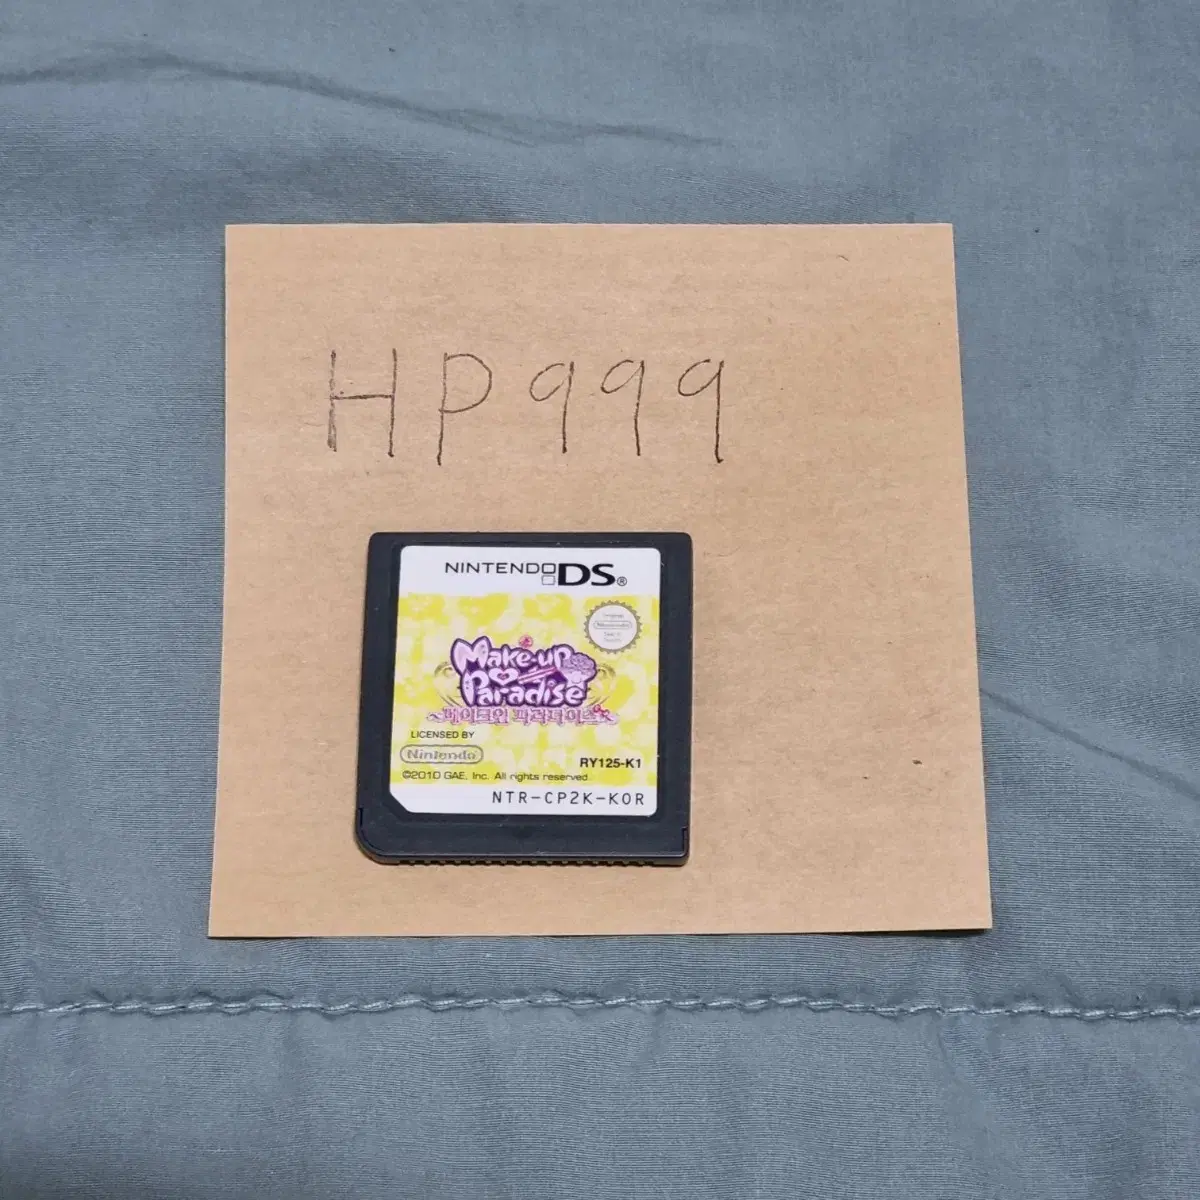 HP999
NINTENDO DS®
Nintendo
Make-up
Paradise
메이크업 파라다이스
LICENSED BY
Nintendo
RY125-K1
©2010 GAE, Inc. All rights reserved.
NTR-CP2K-KOR